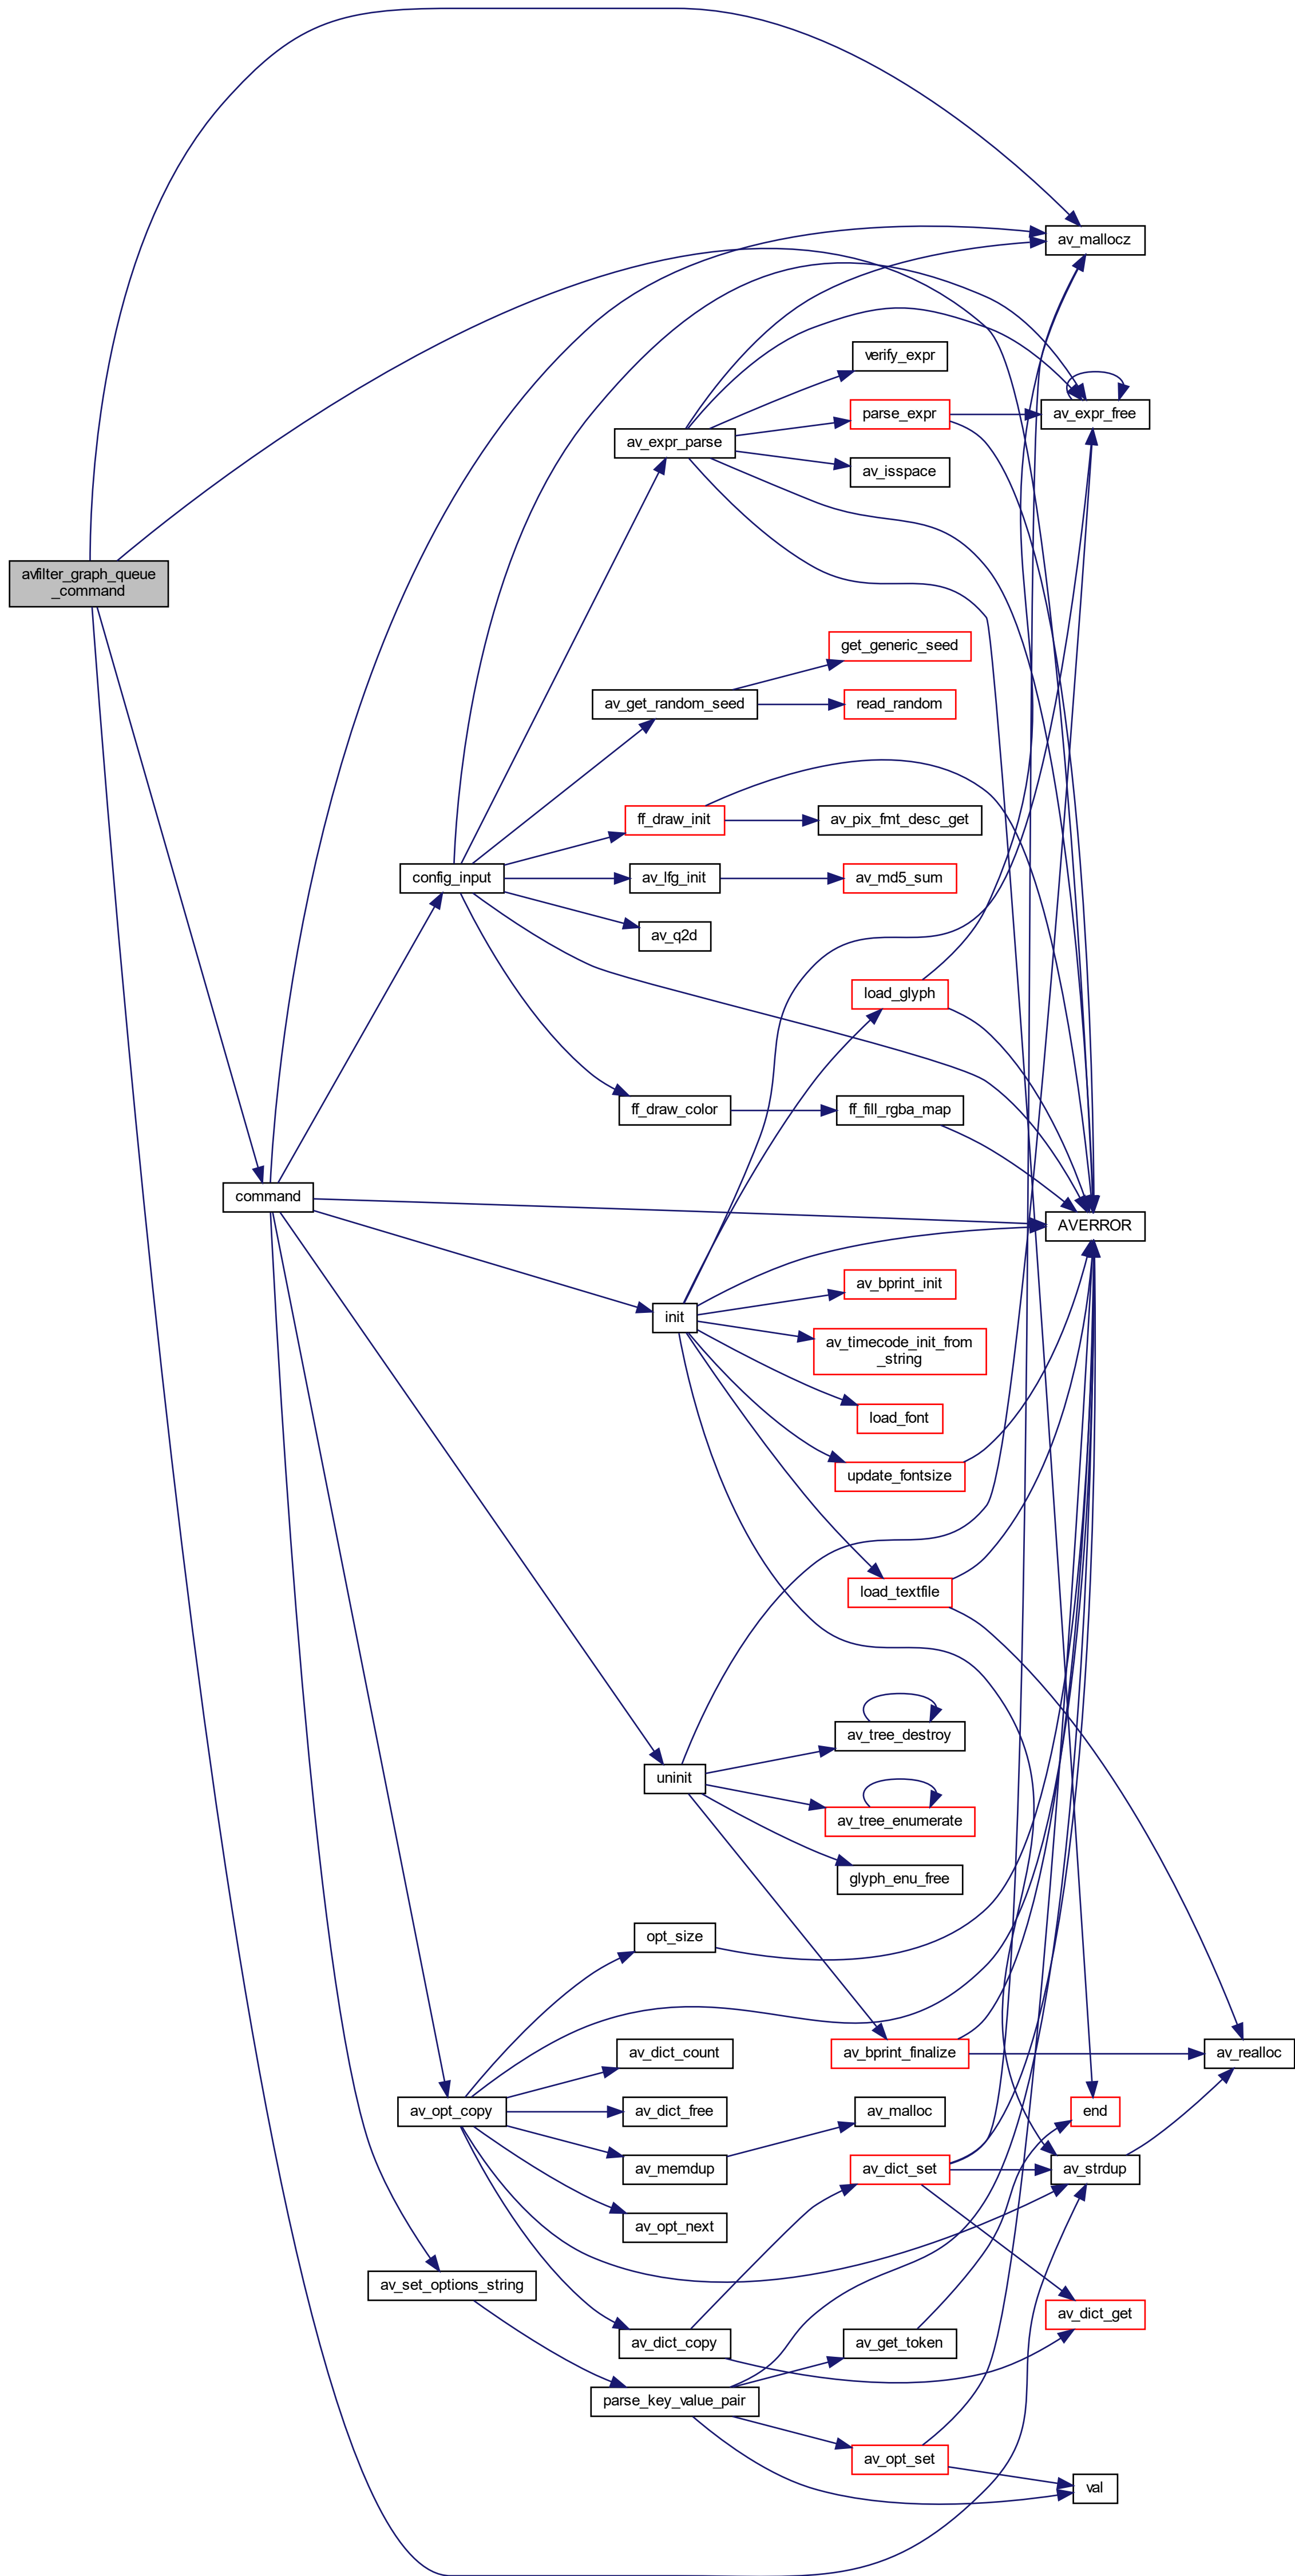 av_mallocz
verify_expr
parse_expr
av_expr_free
av_expr_parse
av_isspace
avfilter_graph_queue
_command
get_generic_seed
av_get_random_seed
read_random
ff_draw_init
av_pix_fmt_desc_get
config_input
av_lfg_init
av_md5_sum
av_q2d
load_glyph
ff_draw_color
ff_fill_rgba_map
command
AVERROR
av_bprint_init
init
av_timecode_init_from
_string
load_font
update_fontsize
load_textfile
av_tree_destroy
uninit
av_tree_enumerate
glyph_enu_free
opt_size
av_dict_count
av_bprint_finalize
av_realloc
av_opt_copy
av_dict_free
av_malloc
end
av_memdup
av_dict_set
av_strdup
av_opt_next
av_set_options_string
av_dict_get
av_dict_copy
av_get_token
parse_key_value_pair
av_opt_set
val